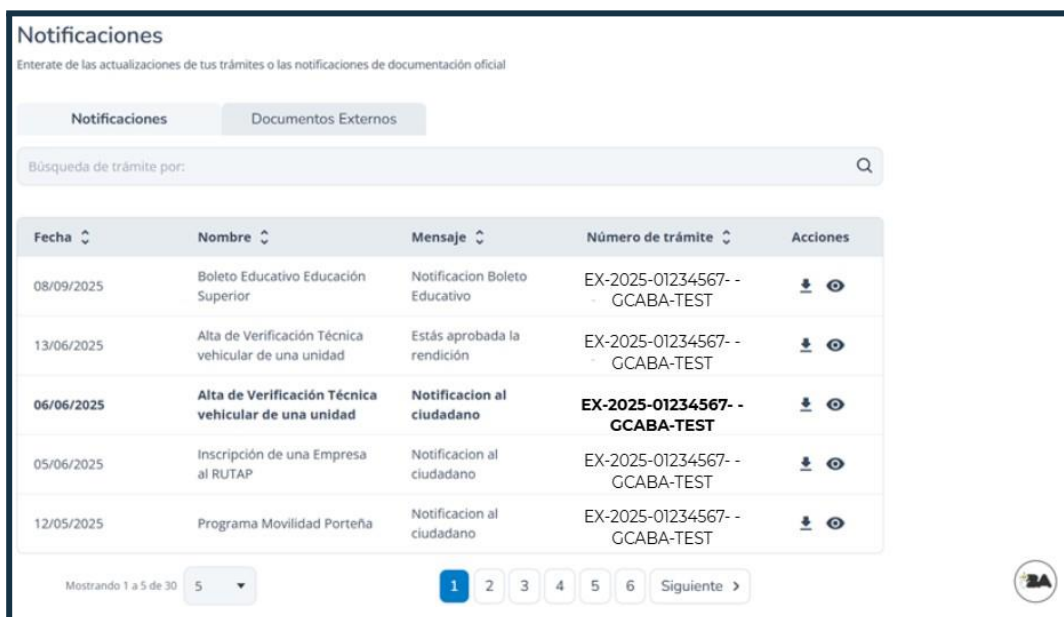 Notificaciones
Enterate de las actualizaciones de tus trámites o las notificaciones de documentación oficial
Notificaciones Documentos Externos
Búsqueda de trámite por:
Fecha Nombre Mensaje Número de trámite Acciones
08/09/2025
Boleto Educativo Educación
Superior
Notificacion Boleto
Educativo
EX-2025-01234567- -
GCABA-TEST
13/06/2025
Alta de Verificación Técnica
vehicular de una unidad
Estás aprobada la
rendición
EX-2025-01234567- -
GCABA-TEST
06/06/2025
Alta de Verificación Técnica
vehicular de una unidad
Notificacion al
ciudadano
EX-2025-01234567- -
GCABA-TEST
05/06/2025
Inscripción de una Empresa
al RUTAP
Notificacion al
ciudadano
EX-2025-01234567- -
GCABA-TEST
12/05/2025
Programa Movilidad Porteña
Notificacion al
ciudadano
EX-2025-01234567- -
GCABA-TEST
Mostrando 1 a 5 de 30 5 1 2 3 4 5 6 Siguiente >
BA